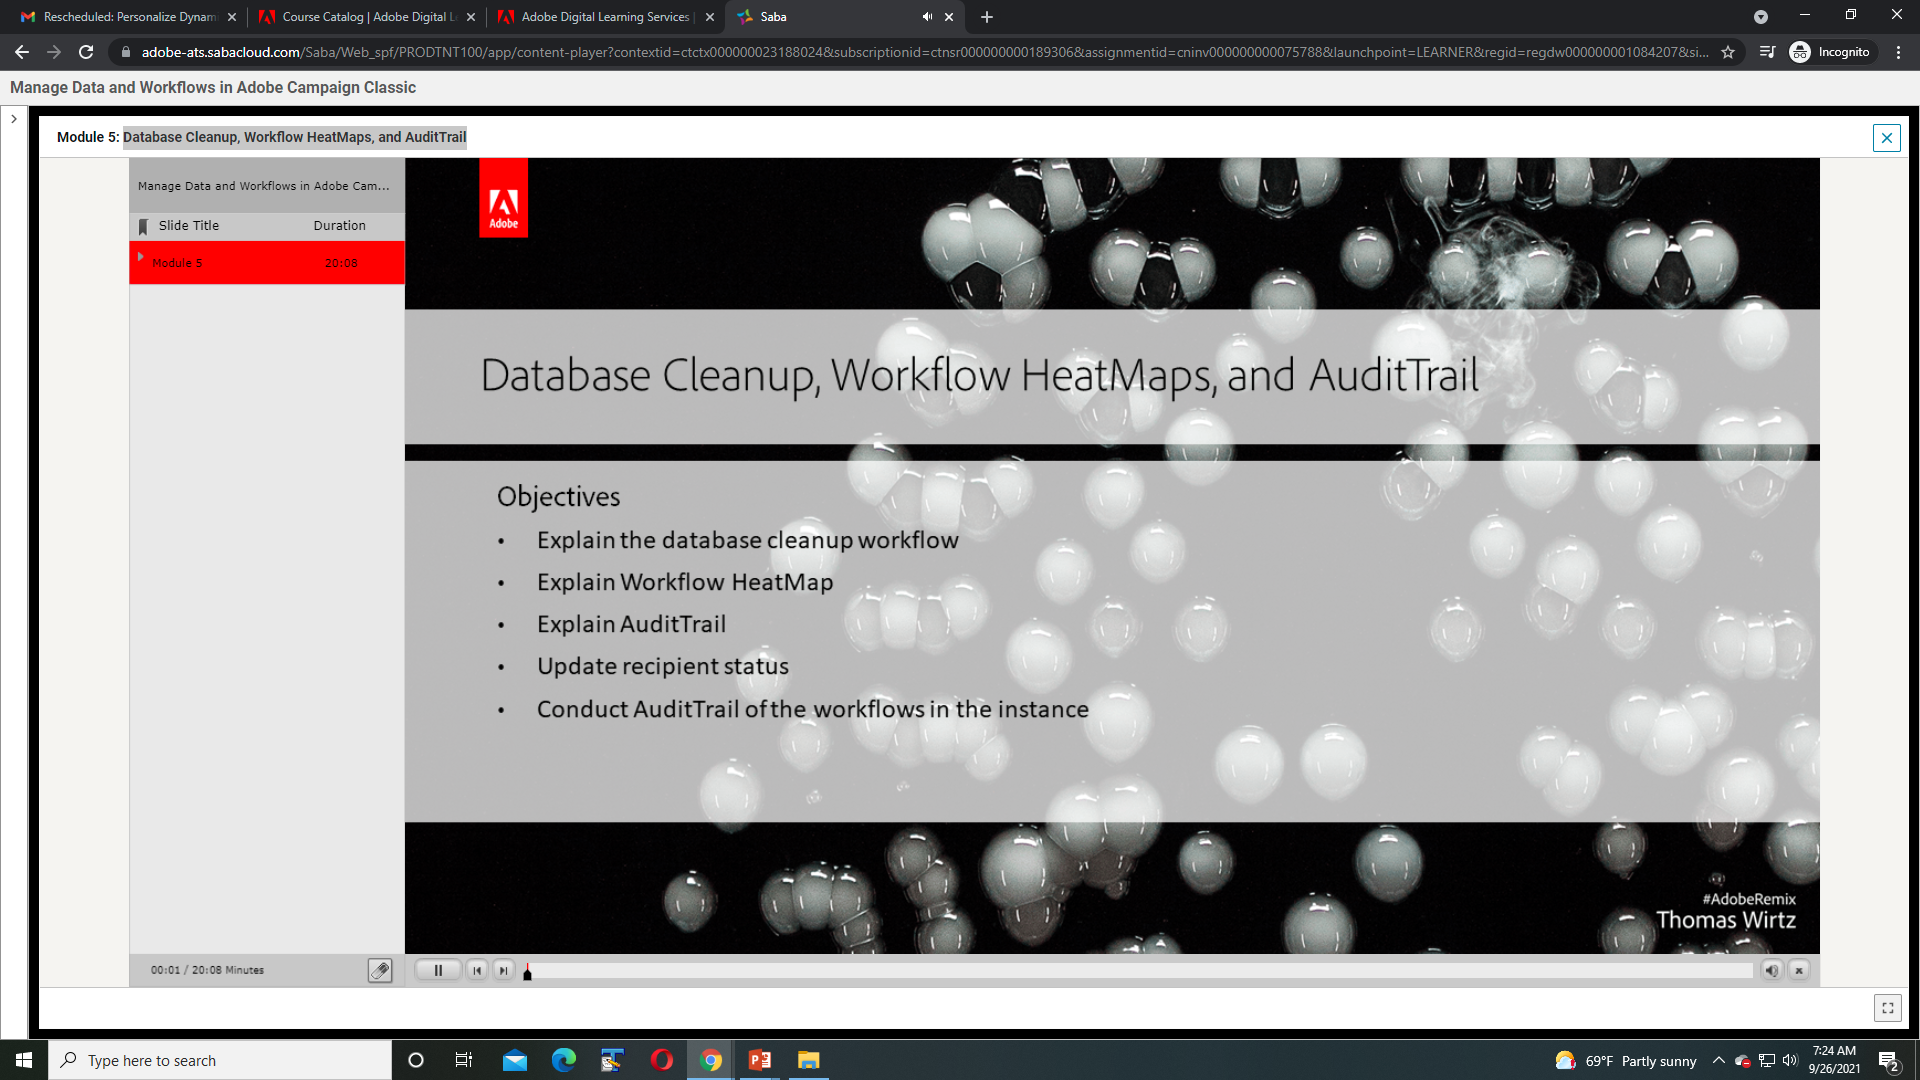 Rescheduled: Personalize Dynam
Course Catalog | Adobe Digital Le
Adobe Digital Learning Services |
Saba
adobe-ats.sabacloud.com/Saba/Web_spf/PRODTNT100/app/content-player?contextid=ctctx000000023188024&subscriptionid=ctnsr0000000000189306&assignmentid=cninv000000000075788&launchpoint=LEARNER&regid=regdw000000001084207&si...
Incognito
Manage Data and Workflows in Adobe Campaign Classic
Module 5: Database Cleanup, Workflow HeatMaps, and AuditTrail
Manage Data and Workflows in Adobe Cam...
Slide Title Duration
Module 5 20:08
Adobe
Database Cleanup, Workflow HeatMaps, and AuditTrail
Objectives
• Explain the database cleanup workflow
• Explain Workflow HeatMap
• Explain AuditTrail
• Update recipient status
• Conduct AuditTrail of the workflows in the instance
#AdobeRemix
Thomas Wirtz
00:01 / 20:08 Minutes
Type here to search
69°F Partly sunny
7:24 AM
9/26/2021
2